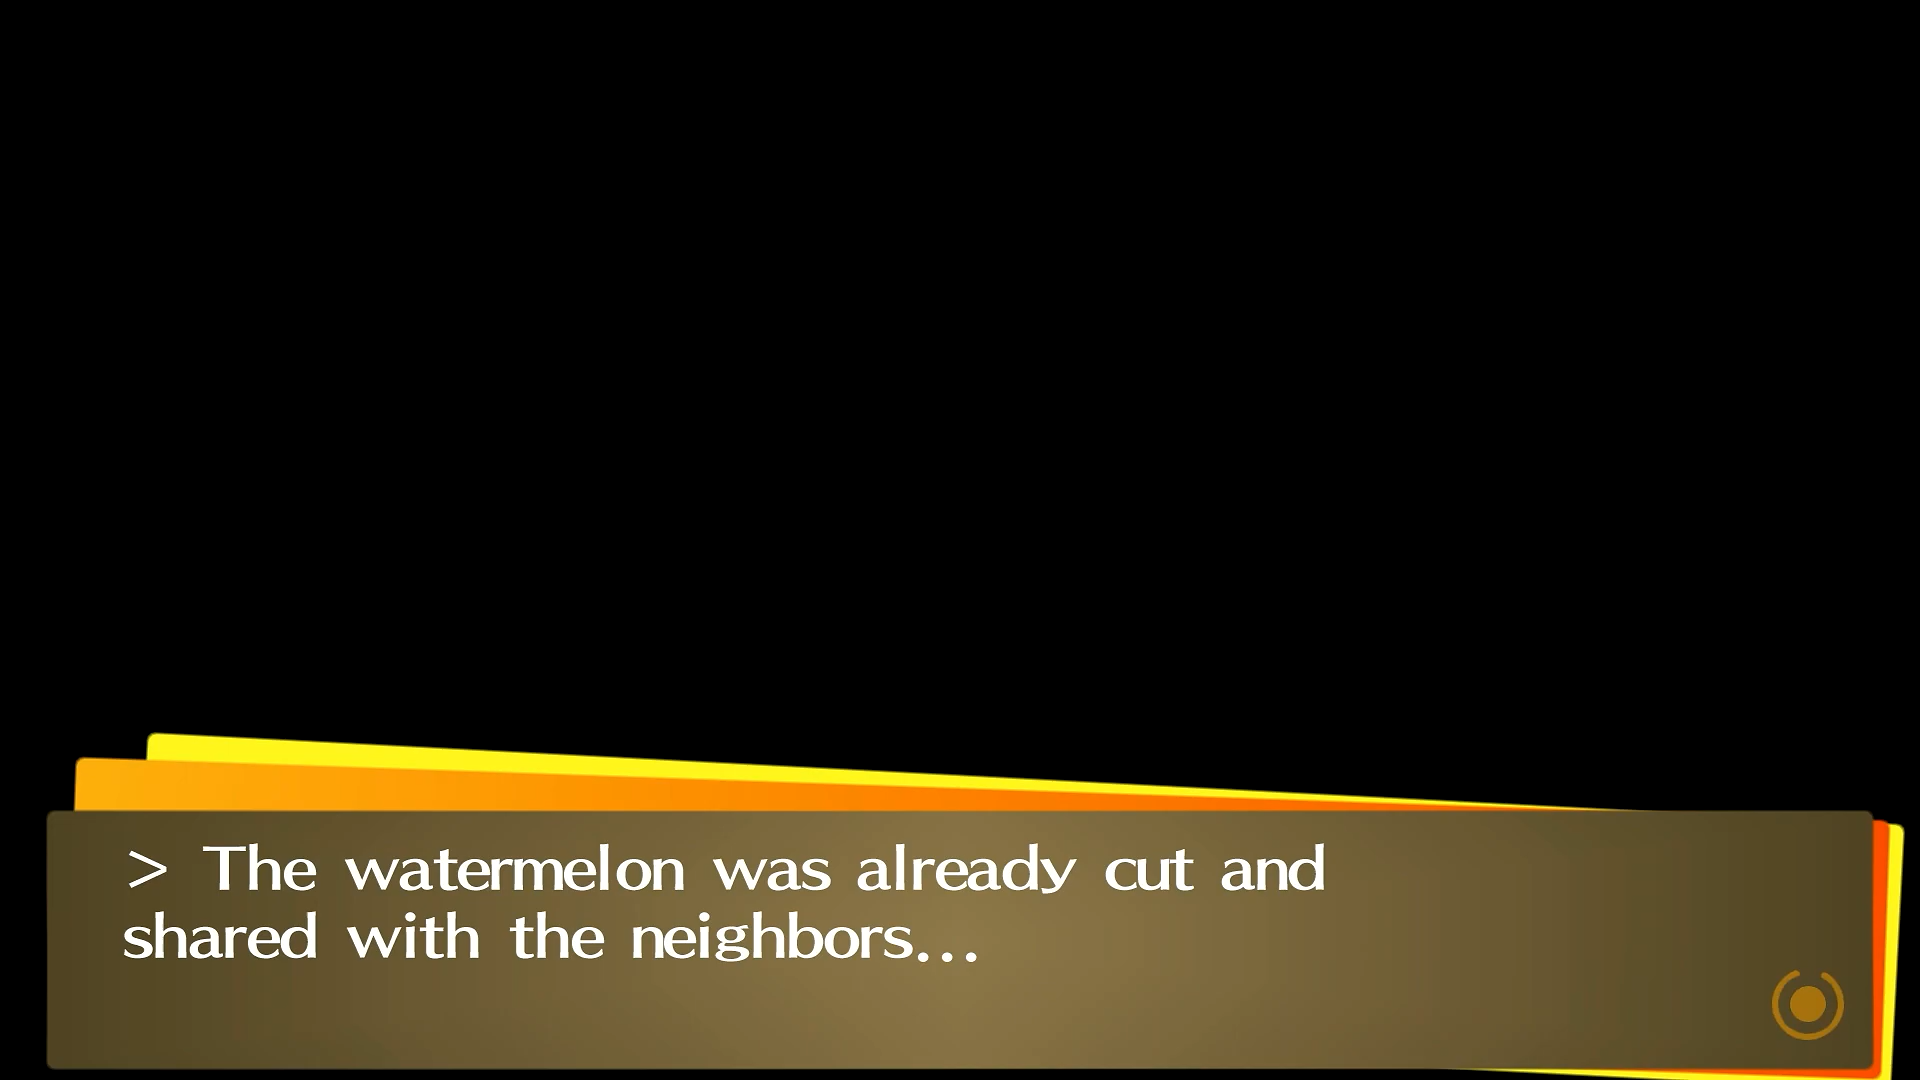 > The watermelon was already cut and
shared with the neighbors...